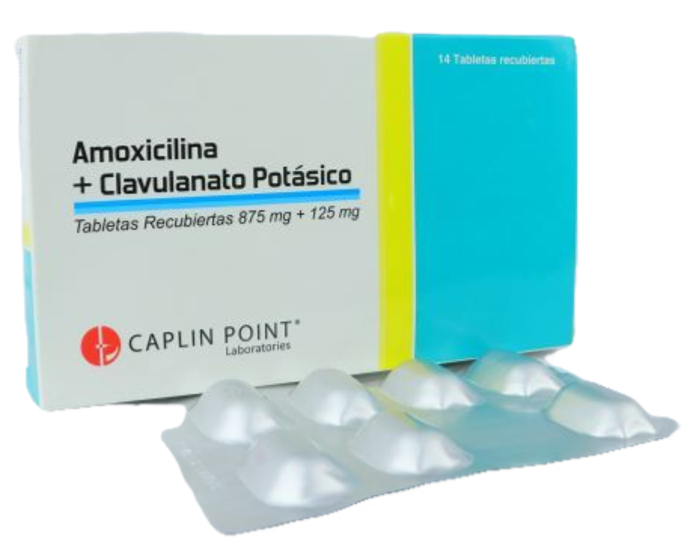 14 Tabletas recubiertas
Amoxicilina
+ Clavulanato Potásico
Tabletas Recubiertas 875 mg + 125 mg
CAPLIN POINT®
Laboratories